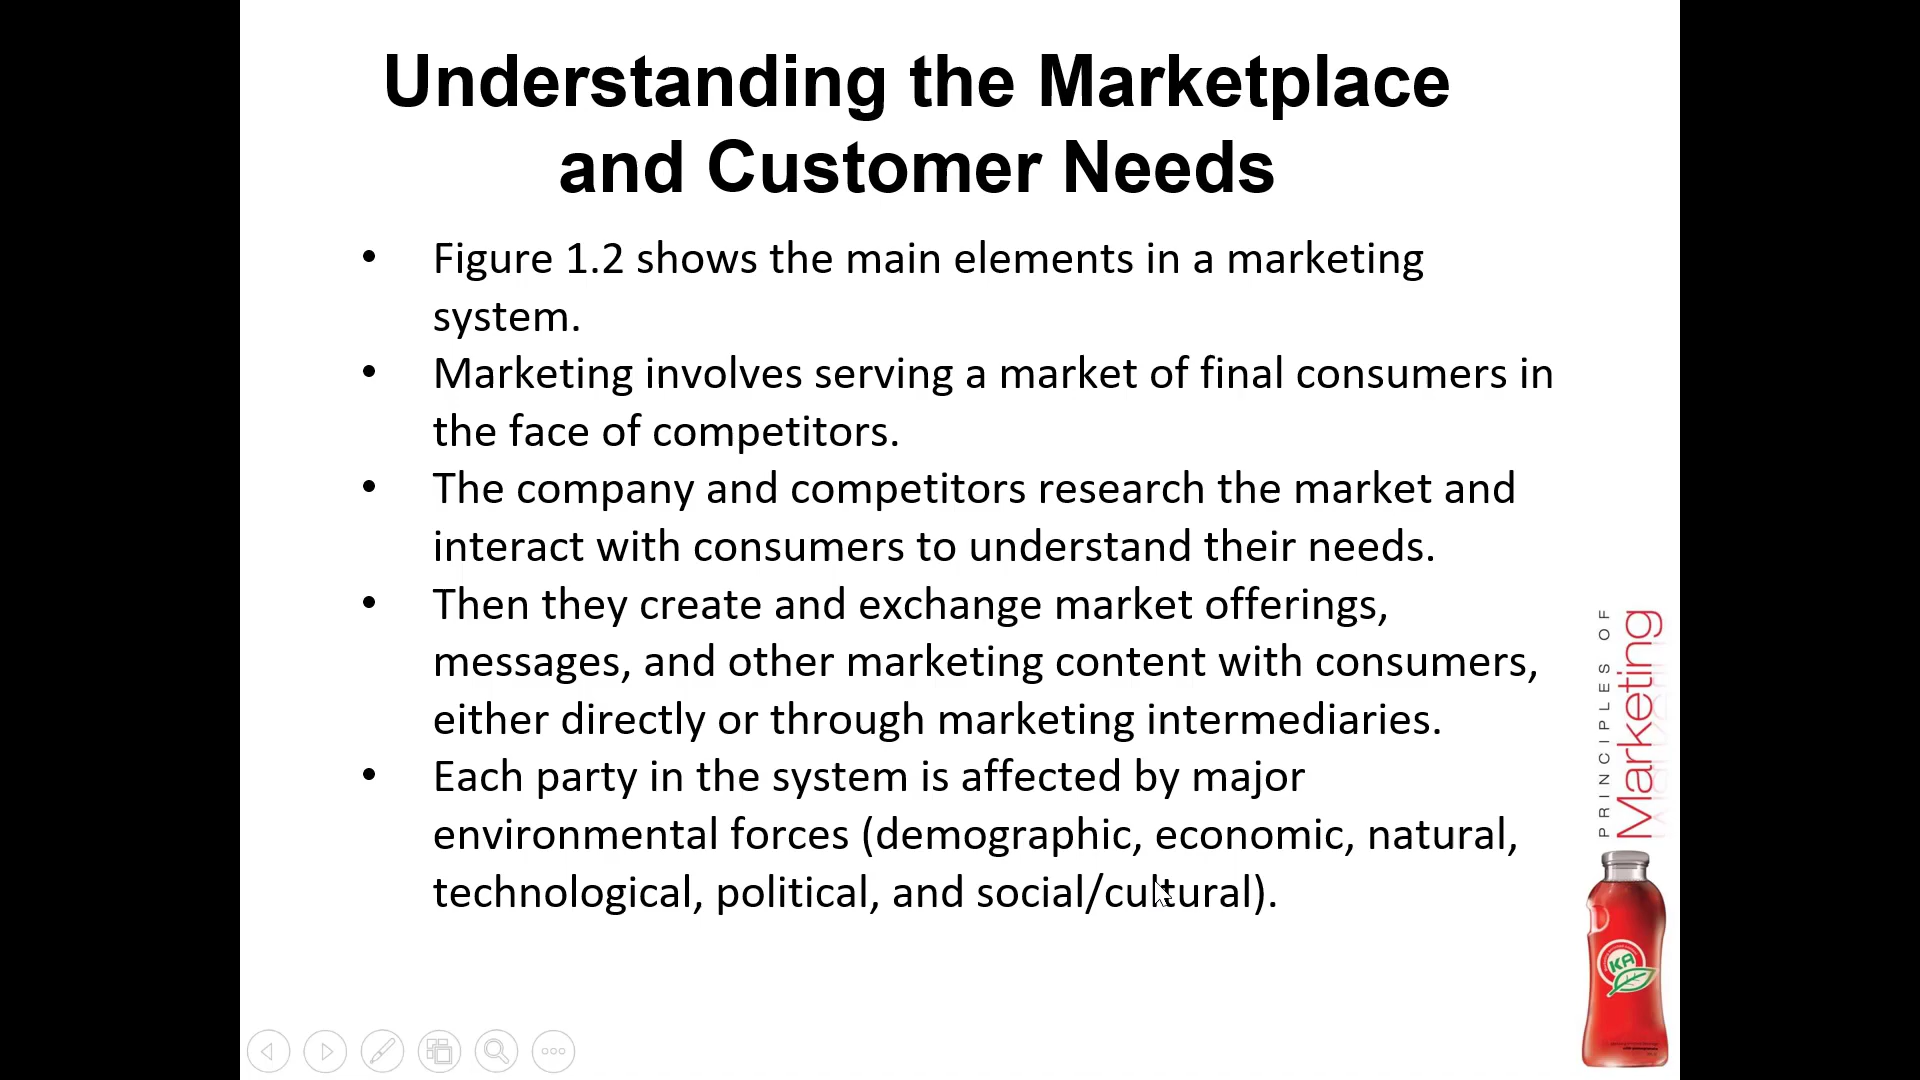 Understanding the Marketplace
and Customer Needs
• Figure 1.2 shows the main elements in a marketing
system.
• Marketing involves serving a market of final consumers in
the face of competitors.
• The company and competitors research the market and
interact with consumers to understand their needs.
• Then they create and exchange market offerings,
messages, and other marketing content with consumers,
either directly or through marketing intermediaries.
• Each party in the system is affected by major
environmental forces (demographic, economic, natural,
technological, political, and social/cultural).
PRINCIPLES OF
Marketing
KA